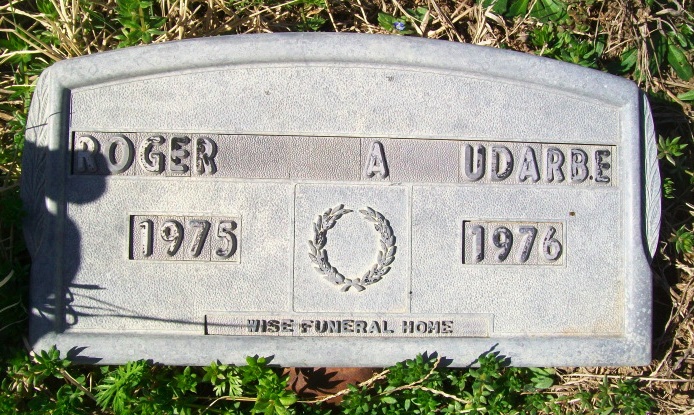 ROGER A UDARBE
1975 1976
WISE FUNERAL HOME